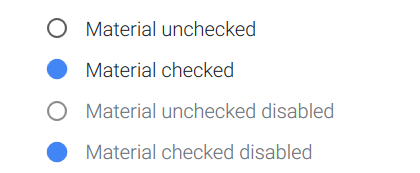 Material unchecked
Material checked
Material unchecked disabled
Material checked disabled